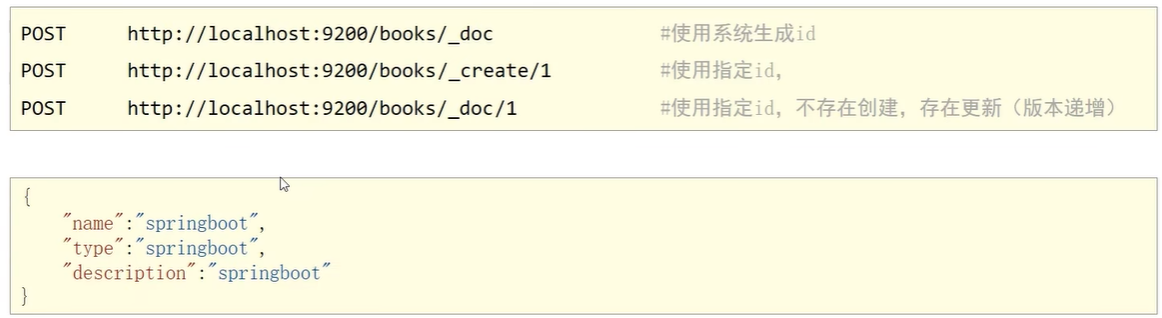 POST http://localhost:9200/books/_doc #使用系统生成id
POST http://localhost:9200/books/_create/1 #使用指定id,
POST http://localhost:9200/books/_doc/1 #使用指定id, 不存在创建, 存在更新（版本递增）
{
"name":"springboot",
"type":"springboot",
"description":"springboot"
}